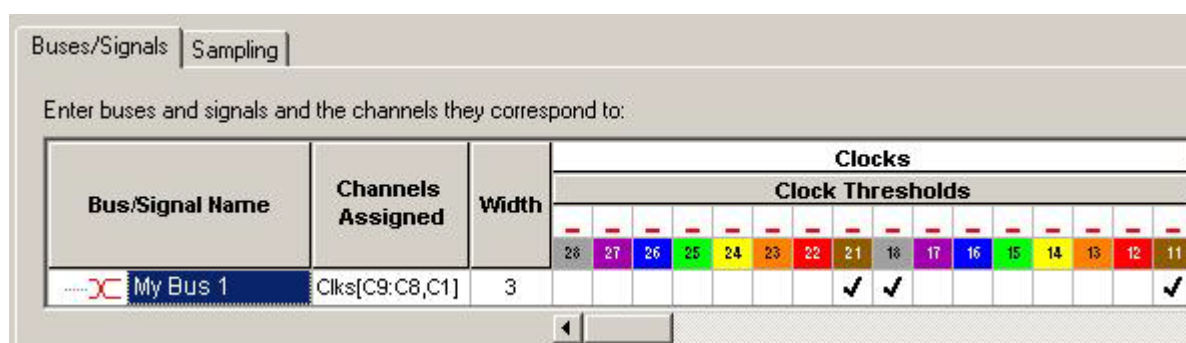 Buses/Signals Sampling
Enter buses and signals and the channels they correspond to:
Bus/Signal Name Channels Assigned Width Clocks
Clock Thresholds
28 27 26 25 24 23 22 21 18 17 16 15 14 13 12 11
My Bus 1 Clks[C9:C8,C1] 3